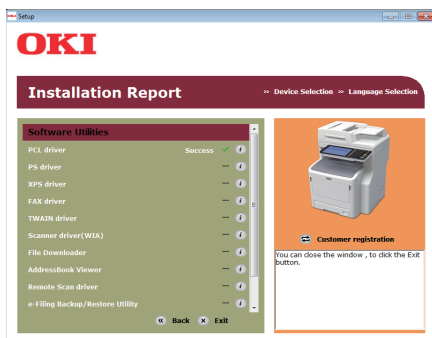 OKI Setup
OKI
Installation Report
» Device Selection » Language Selection
Software Utilities
PCL driver Success
PS driver
XPS driver
FAX driver
TWAIN driver
Scanner driver(WIA)
File Downloader
AddressBook Viewer
Remote Scan driver
e-Filing Backup/Restore Utility
« Back × Exit
Customer registration
You can close the window , to click the Exit
button.